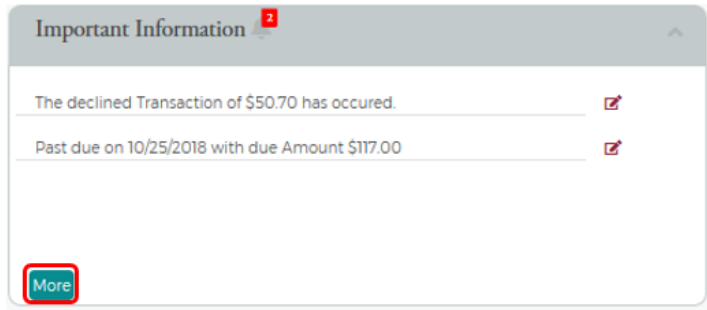 Important Information 2
The declined Transaction of $50.70 has occured.
Past due on 10/25/2018 with due Amount $117.00
More